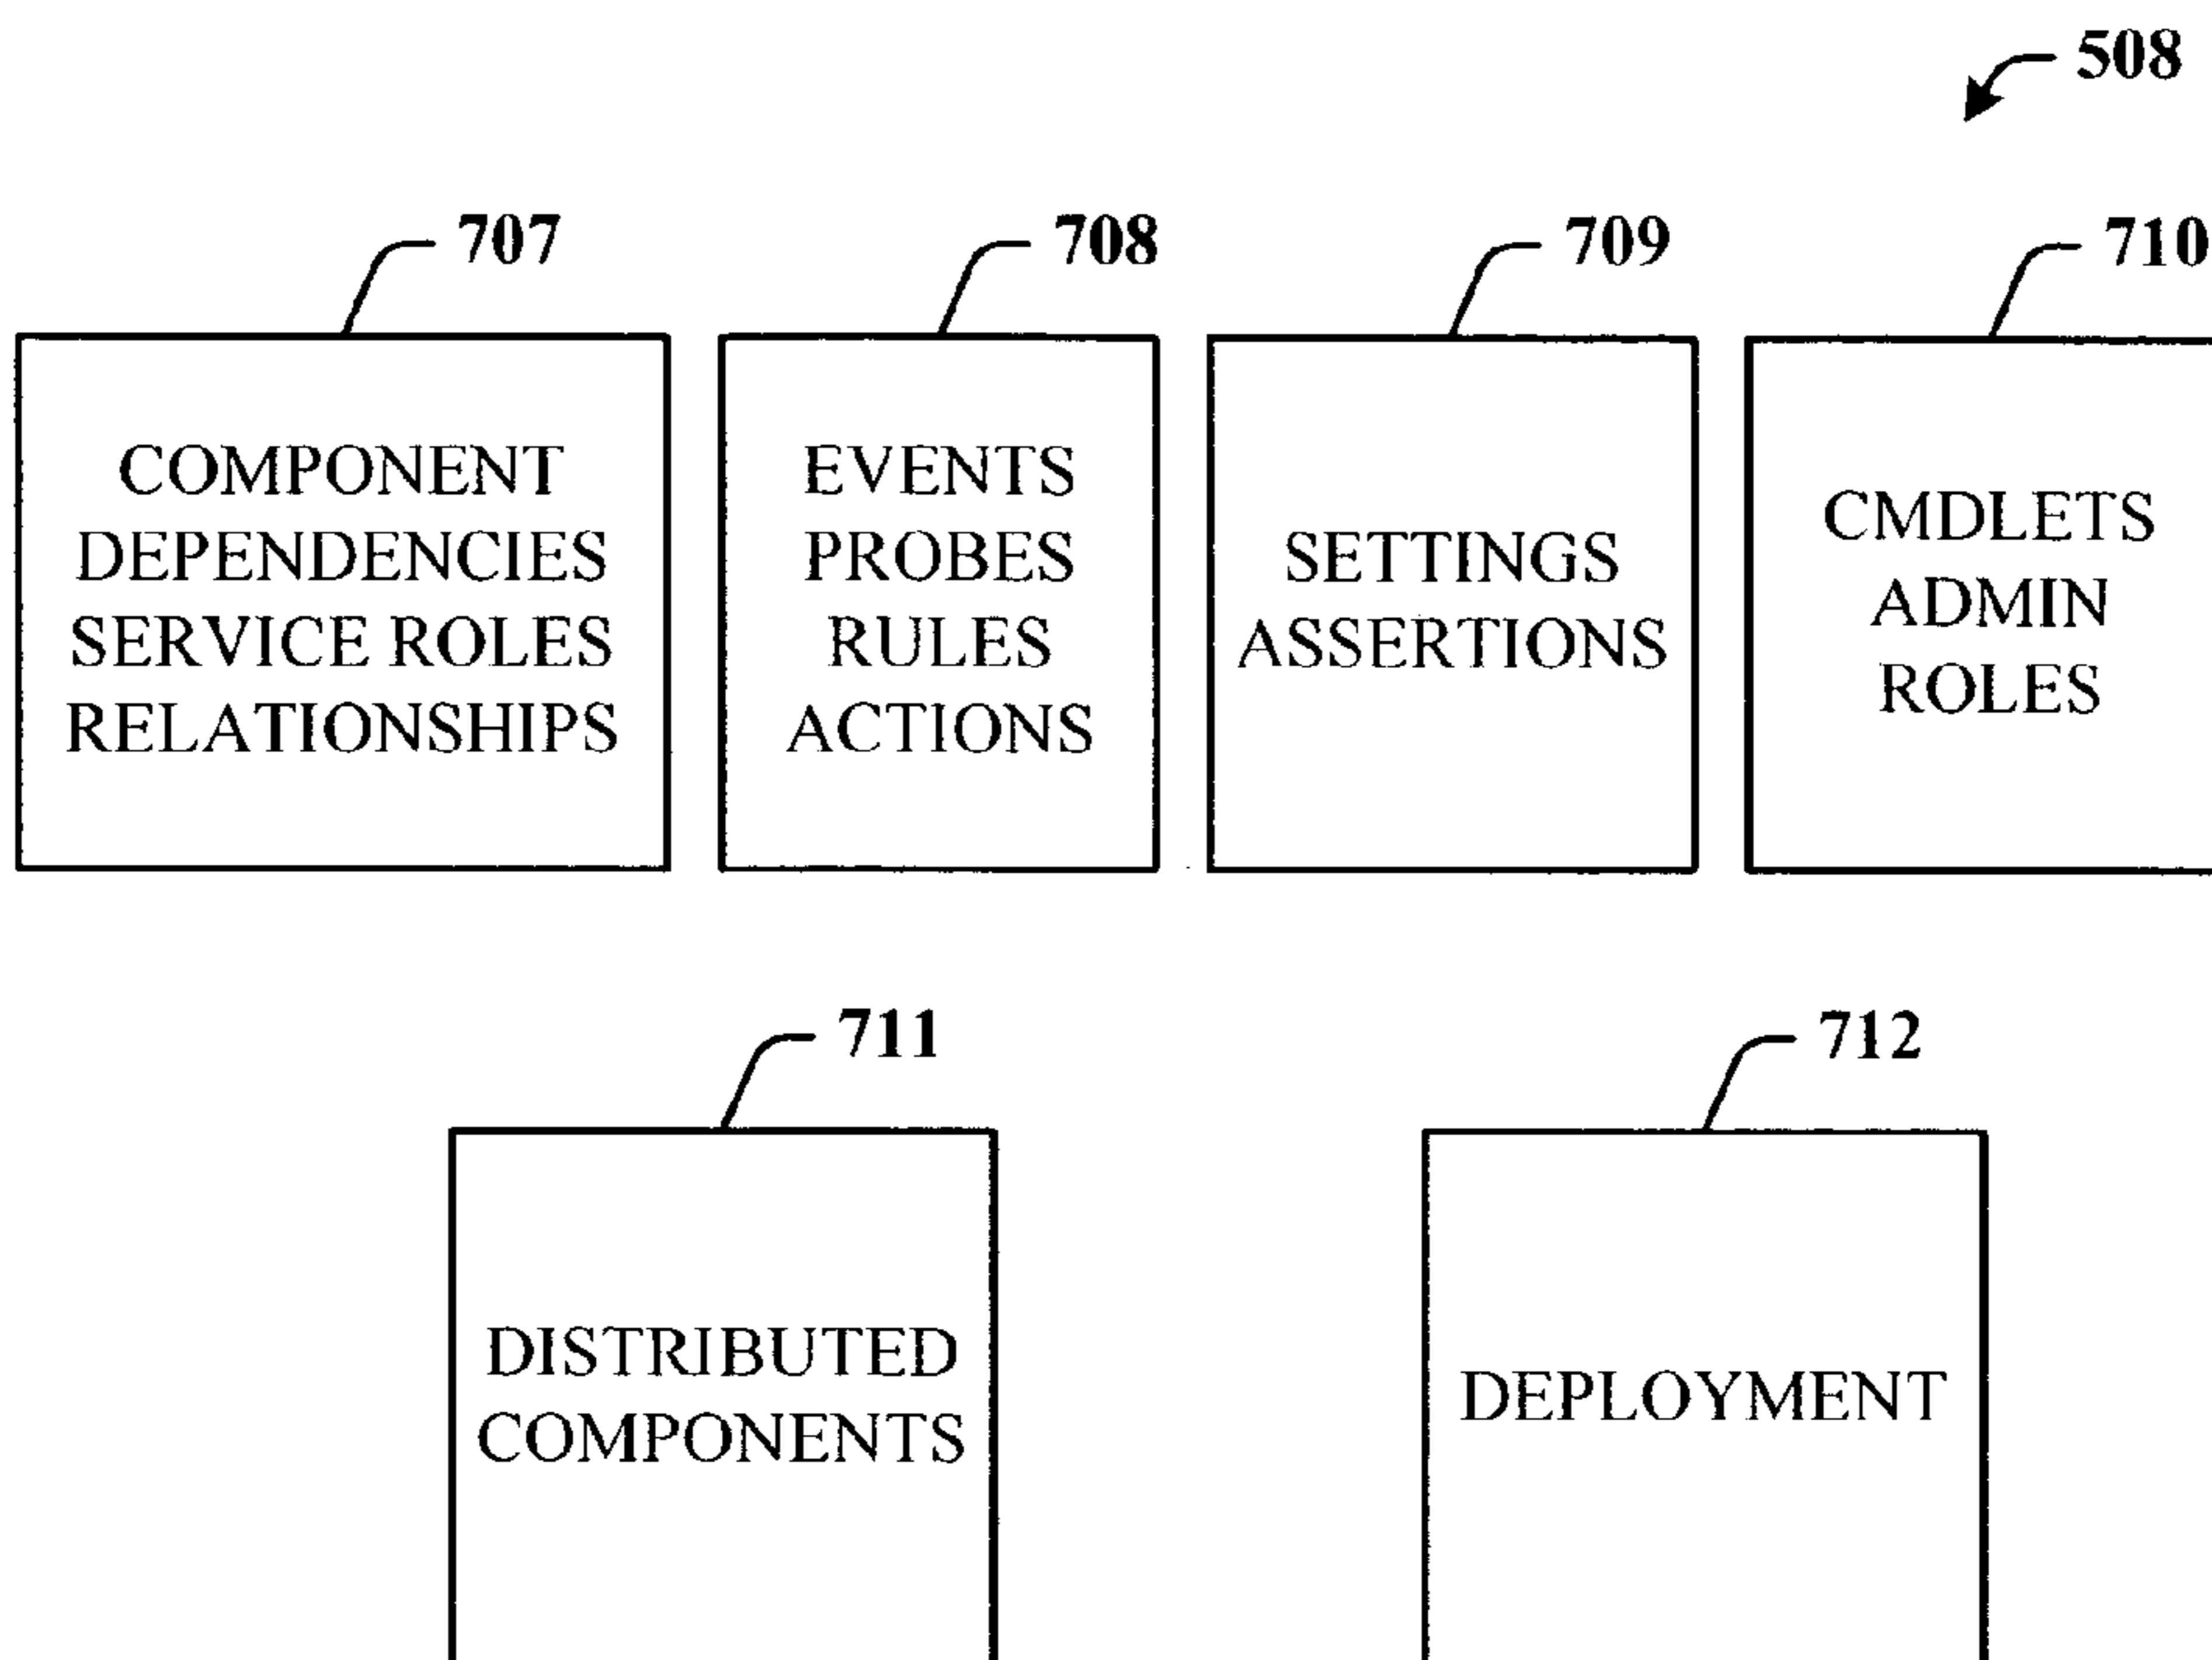 508
707
708
709
710
COMPONENT
DEPENDENCIES
SERVICE ROLES
RELATIONSHIPS
EVENTS
PROBES
RULES
ACTIONS
SETTINGS
ASSERTIONS
CMDLETS
ADMIN
ROLES
711
712
DISTRIBUTED
COMPONENTS
DEPLOYMENT